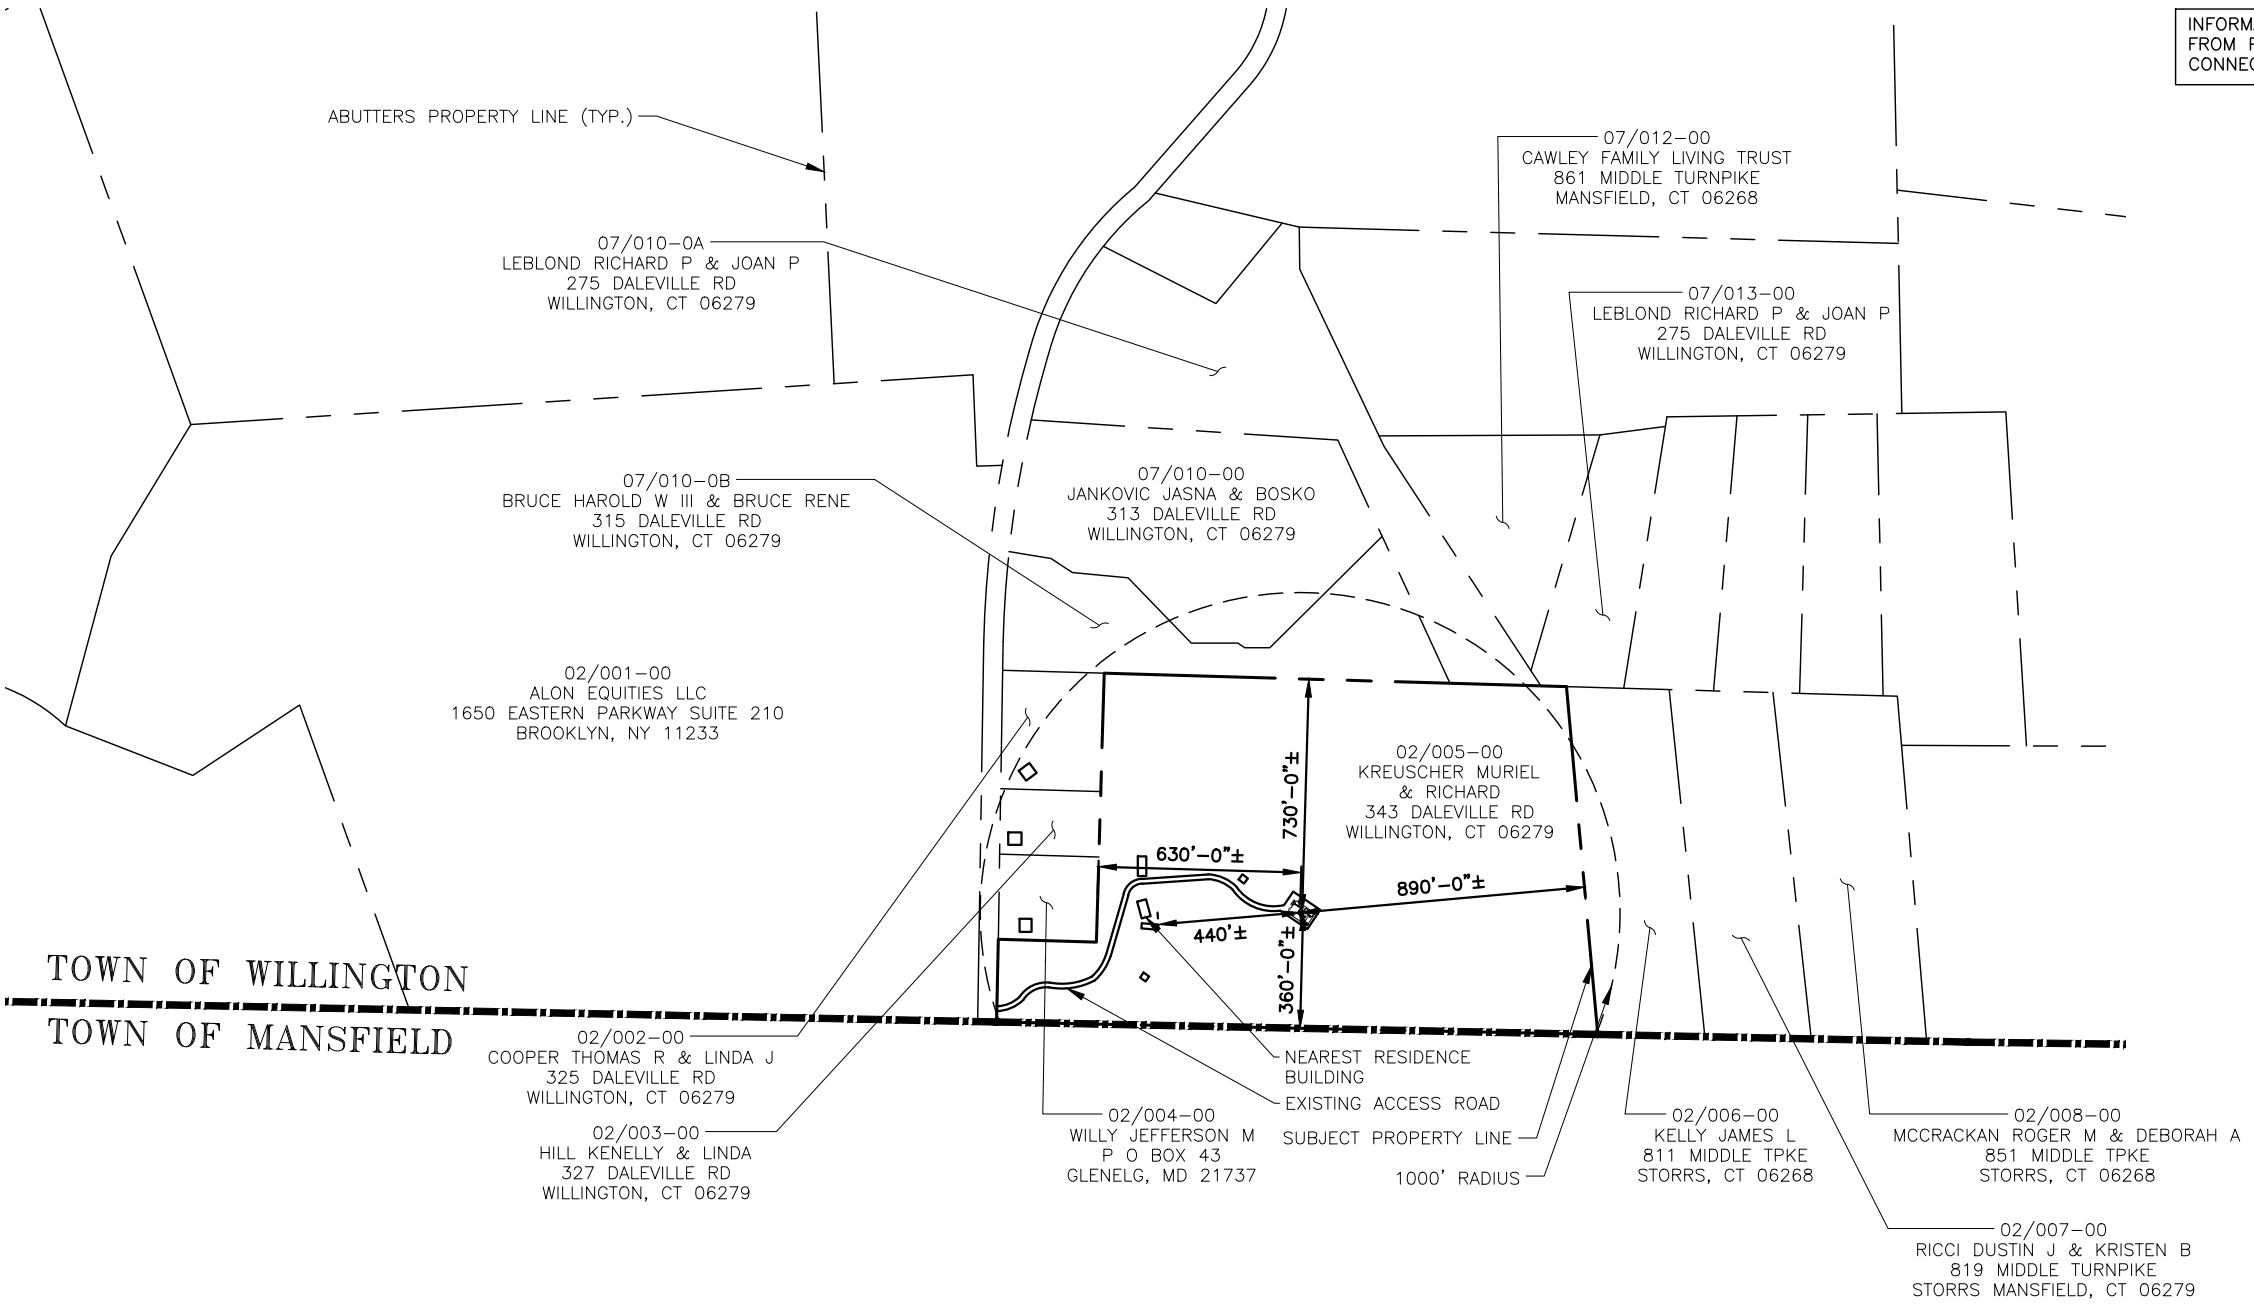 INFORM
FROM
CONNEC
ABUTTERS PROPERTY LINE (TYP.)
07/012-00
CAWLEY FAMILY LIVING TRUST
861 MIDDLE TURNPIKE
MANSFIELD, CT 06268
07/010-0A
LEBLOND RICHARD P & JOAN P
275 DALEVILLE RD
WILLINGTON, CT 06279
07/013-00
LEBLOND RICHARD P & JOAN P
275 DALEVILLE RD
WILLINGTON, CT 06279
07/010-0B
BRUCE HAROLD W III & BRUCE RENE
315 DALEVILLE RD
WILLINGTON, CT 06279
07/010-00
JANKOVIC JASNA & BOSKO
313 DALEVILLE RD
WILLINGTON, CT 06279
02/001-00
ALON EQUITIES LLC
1650 EASTERN PARKWAY SUITE 210
BROOKLYN, NY 11233
02/005-00
KREUSCHER MURIEL
& RICHARD
343 DALEVILLE RD
WILLINGTON, CT 06279
730'-0"±
630'-0"±
890'-0"±
440'±
360'-0"±
TOWN OF WILLINGTON
TOWN OF MANSFIELD
02/002-00
COOPER THOMAS R & LINDA J
325 DALEVILLE RD
WILLINGTON, CT 06279
02/003-00
HILL KENELLY & LINDA
327 DALEVILLE RD
WILLINGTON, CT 06279
02/004-00
WILLY JEFFERSON M
P O BOX 43
GLENELG, MD 21737
NEAREST RESIDENCE
BUILDING
EXISTING ACCESS ROAD
SUBJECT PROPERTY LINE
1000' RADIUS
02/006-00
KELLY JAMES L
811 MIDDLE TPKE
STORRS, CT 06268
02/008-00
MCCRACKAN ROGER M & DEBORAH A
851 MIDDLE TPKE
STORRS, CT 06268
02/007-00
RICCI DUSTIN J & KRISTEN B
819 MIDDLE TURNPIKE
STORRS MANSFIELD, CT 06279